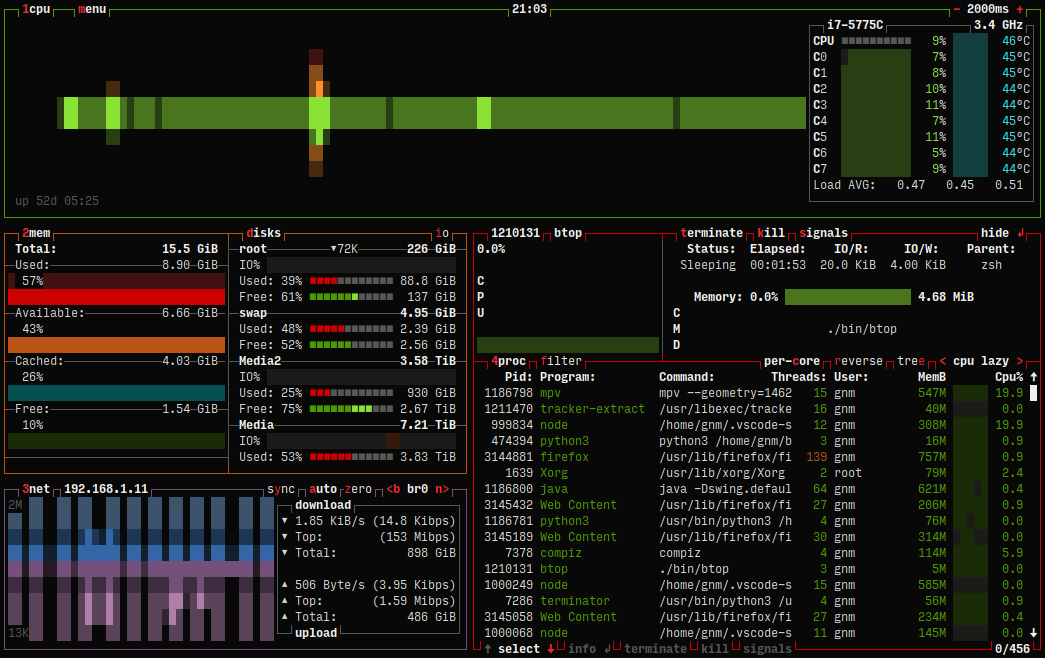 1cpu menu 21:03 - 2000ms +
i7-5775C 3.4 GHz
CPU 9% 46°C
C0 7% 45°C
C1 8% 45°C
C2 10% 44°C
C3 11% 44°C
C4 7% 45°C
C5 11% 45°C
C6 5% 44°C
C7 9% 44°C
Load AVG: 0.47 0.45 0.51
up 52d 05:25
2mem
Total: 15.5 GiB
Used: 8.90 GiB
57%
Available: 6.66 GiB
43%
Cached: 4.03 GiB
26%
Free: 1.54 GiB
10%
disks io
root ▼72K 226 GiB
IO%
Used: 39% 88.8 GiB
Free: 61% 137 GiB
swap 4.95 GiB
Used: 48% 2.39 GiB
Free: 52% 2.56 GiB
Media2 3.58 TiB
IO%
Used: 25% 930 GiB
Free: 75% 2.67 TiB
Media 7.21 TiB
IO%
Used: 53% 3.83 TiB
3net 192.168.1.11 sync auto zero <b br0 n>
2M
13K
download
▼ 1.85 KiB/s (14.8 Kibps)
▼ Top: (153 Mibps)
▼ Total: 898 GiB
▲ 506 Byte/s (3.95 Kibps)
▲ Top: (1.59 Mibps)
▲ Total: 486 GiB
upload
1210131 btop terminate kill signals hide ↲
0.0%
CPU
Status: Elapsed: IO/R: IO/W: Parent:
Sleeping 00:01:53 20.0 KiB 4.00 KiB zsh
Memory: 0.0% 4.68 MiB
CMD
./bin/btop
4proc filter per-core reverse tree < cpu lazy >
Pid: Program: Command: Threads: User: MemB Cpu% ↑
1186798 mpv mpv --geometry=1462 15 gnm 547M 19.9
1211470 tracker-extract /usr/libexec/tracke 16 gnm 40M 0.0
999834 node /home/gnm/.vscode-s 12 gnm 308M 19.9
474394 python3 python3 /home/gnm/b 3 gnm 16M 0.9
3144881 firefox /usr/lib/firefox/fi 139 gnm 757M 0.9
1639 Xorg /usr/lib/xorg/Xorg 2 root 79M 2.4
1186800 java java -Dswing.defaul 64 gnm 621M 0.4
3145432 Web Content /usr/lib/firefox/fi 27 gnm 206M 0.9
1186781 python3 /usr/bin/python3 /h 4 gnm 76M 0.0
3145189 Web Content /usr/lib/firefox/fi 30 gnm 314M 0.0
7378 compiz compiz 4 gnm 114M 5.9
1210131 btop ./bin/btop 3 gnm 5M 0.0
1000249 node /home/gnm/.vscode-s 15 gnm 585M 0.0
7286 terminator /usr/bin/python3 /u 4 gnm 56M 0.9
3145058 Web Content /usr/lib/firefox/fi 27 gnm 234M 0.4
1000068 node /home/gnm/.vscode-s 11 gnm 145M 0.0 ↓
↑ select ↓ info ↲ terminate kill signals 0/456